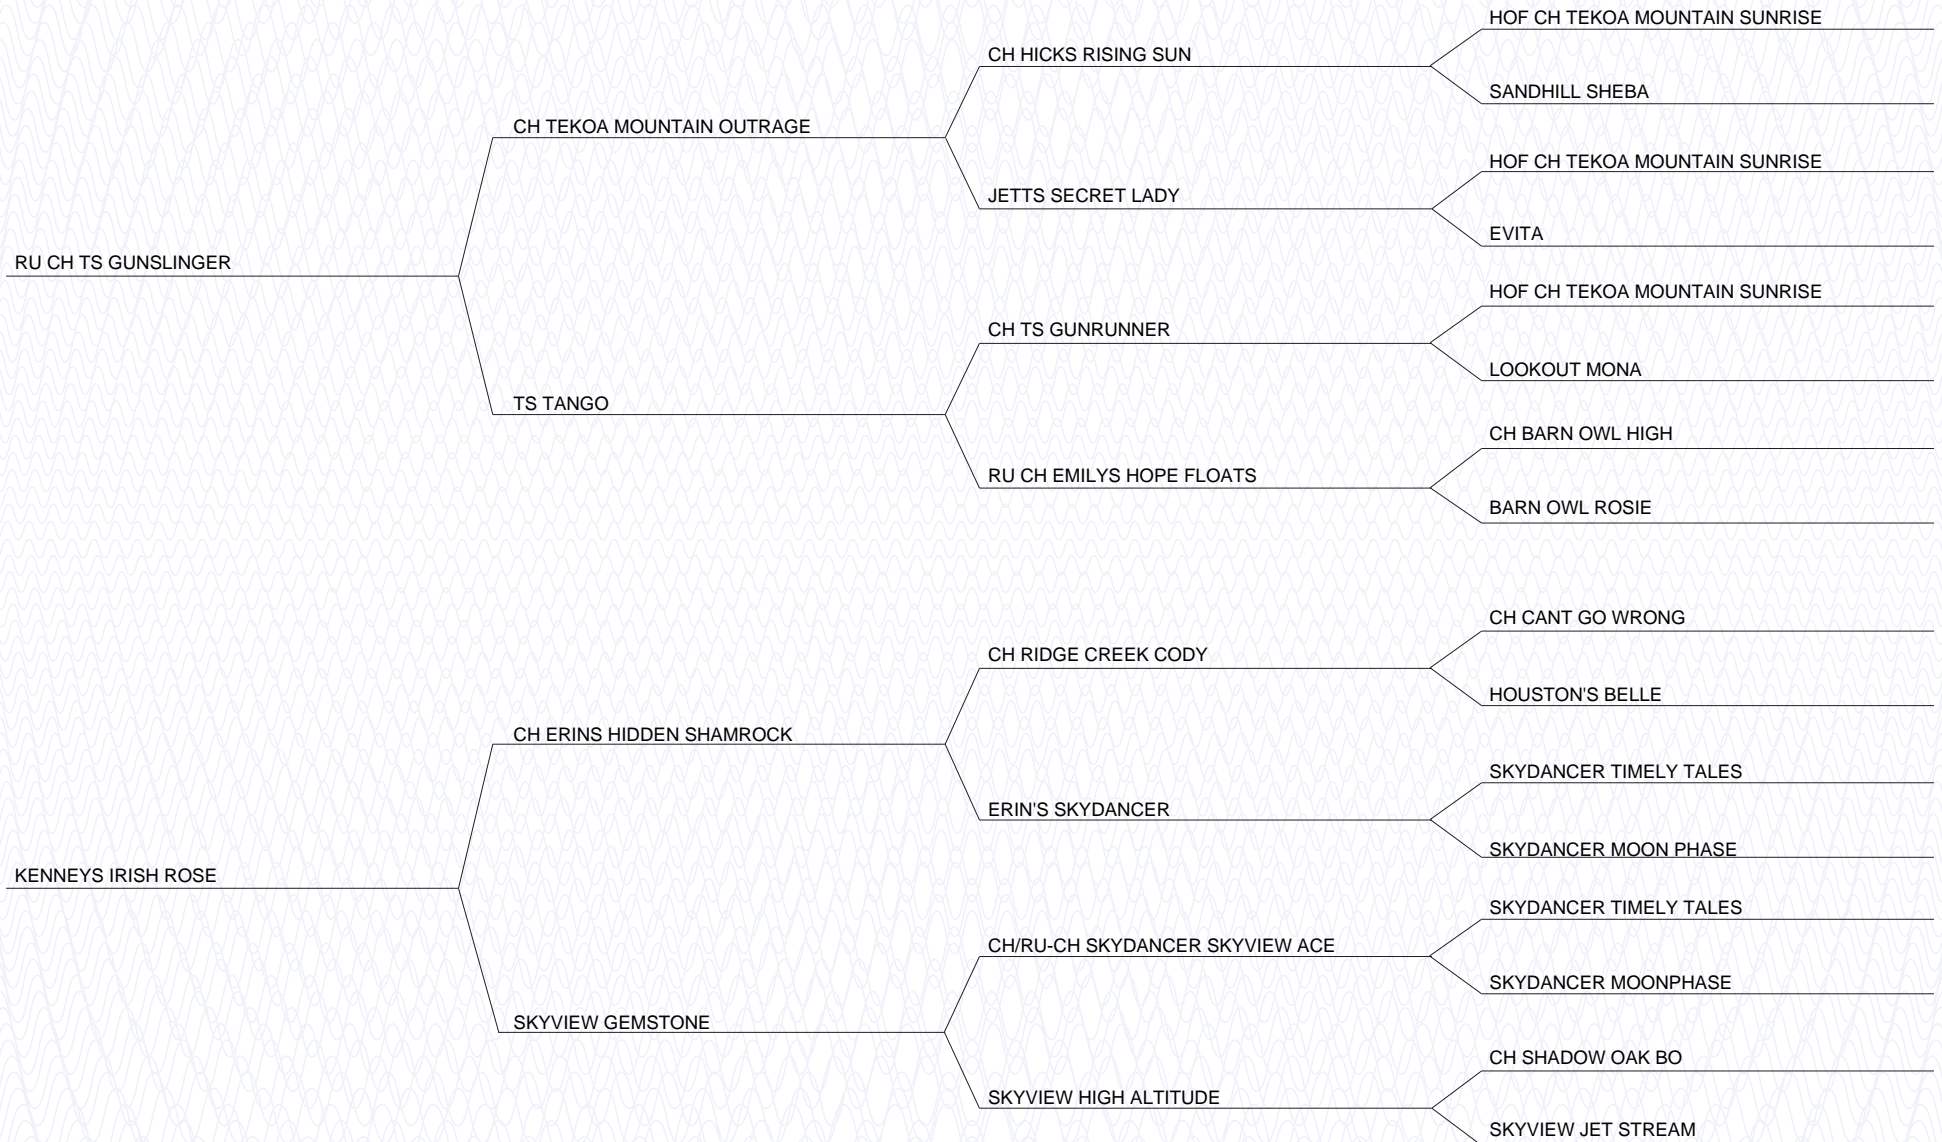 HOF CH TEKOA MOUNTAIN SUNRISE
CH HICKS RISING SUN
SANDHILL SHEBA
CH TEKOA MOUNTAIN OUTRAGE
HOF CH TEKOA MOUNTAIN SUNRISE
JETTS SECRET LADY
EVITA
RU CH TS GUNSLINGER
HOF CH TEKOA MOUNTAIN SUNRISE
CH TS GUNRUNNER
LOOKOUT MONA
TS TANGO
CH BARN OWL HIGH
RU CH EMILYS HOPE FLOATS
BARN OWL ROSIE
CH CANT GO WRONG
CH RIDGE CREEK CODY
HOUSTON'S BELLE
CH ERINS HIDDEN SHAMROCK
SKYDANCER TIMELY TALES
ERIN'S SKYDANCER
SKYDANCER MOON PHASE
KENNEYS IRISH ROSE
SKYDANCER TIMELY TALES
CH/RU-CH SKYDANCER SKYVIEW ACE
SKYDANCER MOONPHASE
SKYVIEW GEMSTONE
CH SHADOW OAK BO
SKYVIEW HIGH ALTITUDE
SKYVIEW JET STREAM